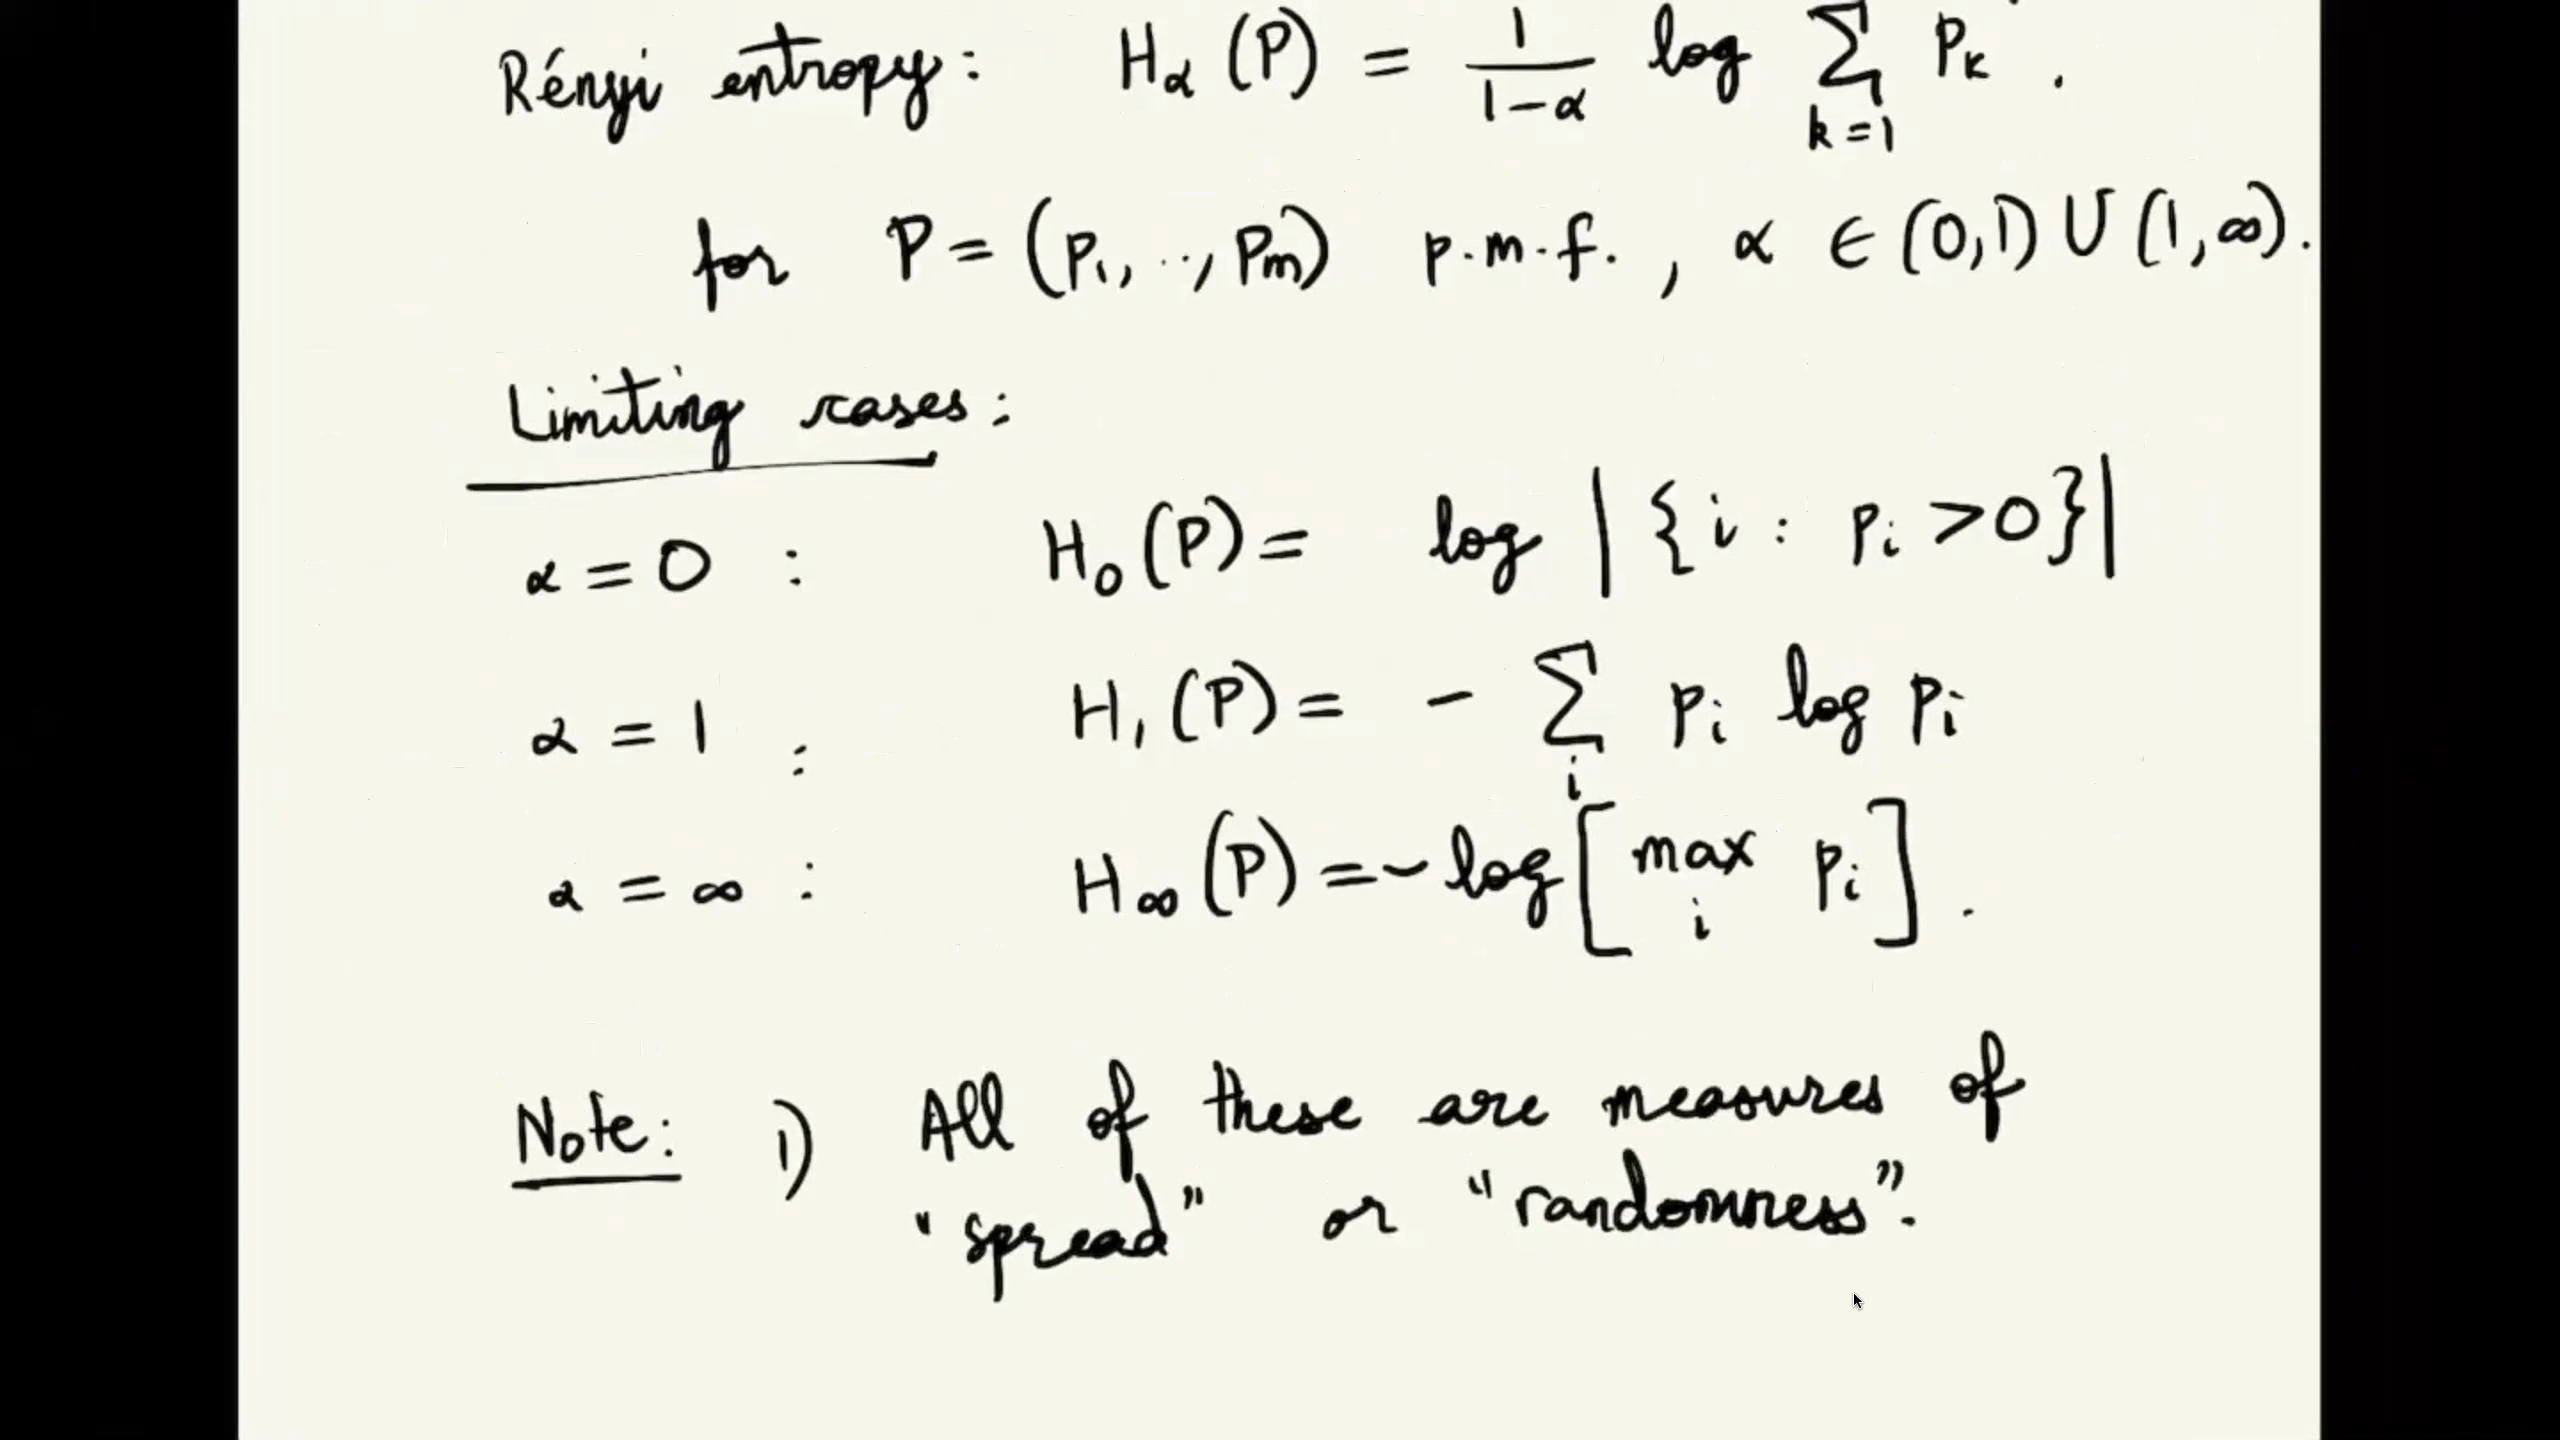 Rényi entropy: H_α (P) = 1/(1-α) log Σ_{k=1} P_k .
for P = (p_1, .., p_m) p.m.f. , α ∈ (0,1) ∪ (1,∞).
Limiting cases:
α = 0 : H_0 (P) = log | {i : p_i > 0} |
α = 1 : H_1 (P) = - Σ_i p_i log p_i
α = ∞ : H_∞ (P) = - log [ max_i p_i ] .
Note: 1) All of these are measures of
"spread" or "randomness".